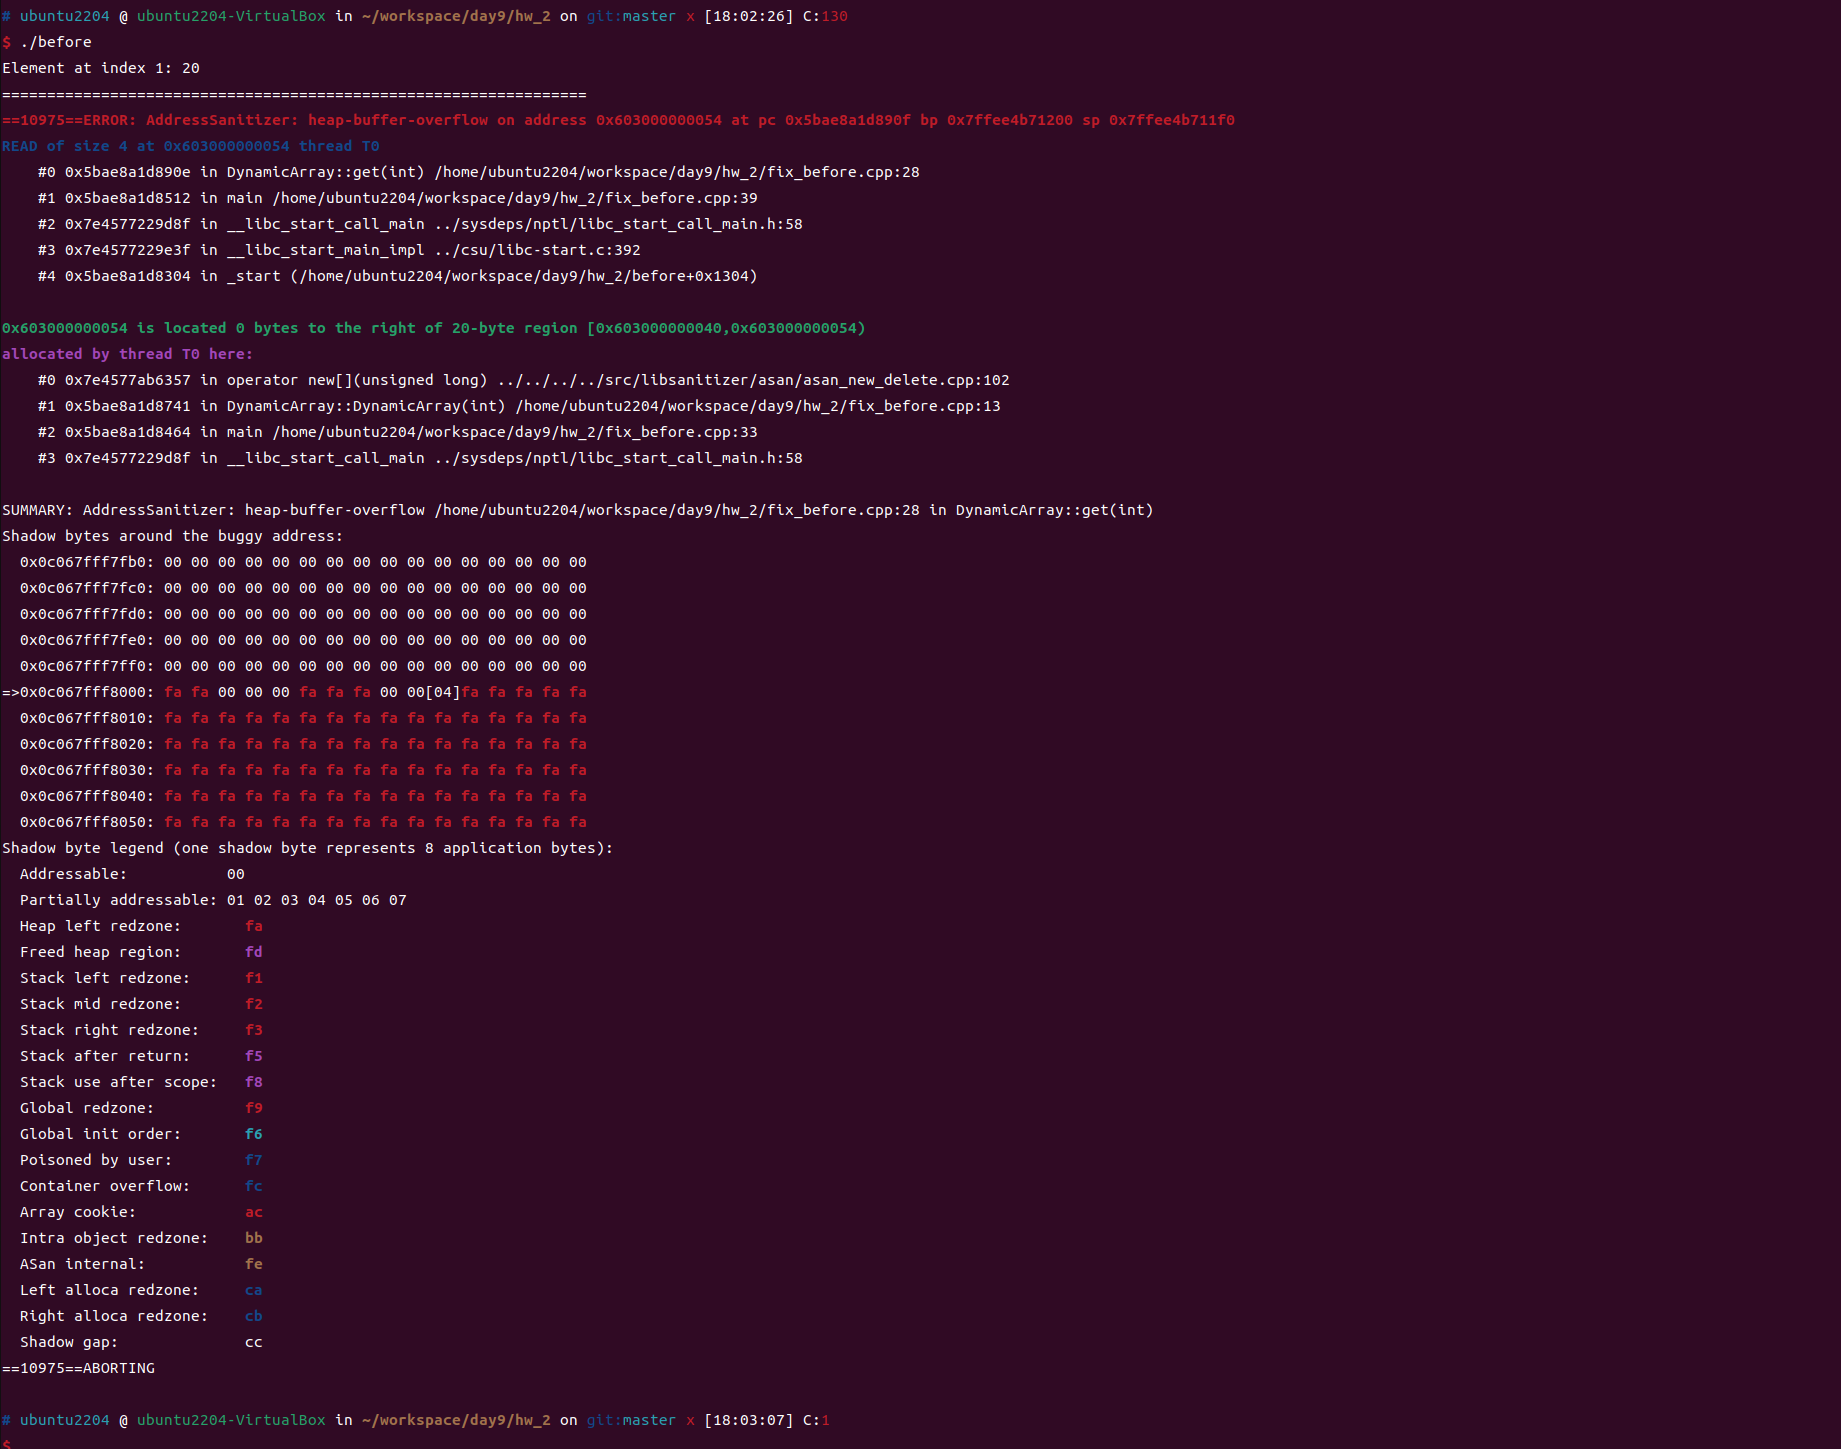 # ubuntu2204 @ ubuntu2204-VirtualBox in ~/workspace/day9/hw_2 on git:master x [18:02:26] C:130
$ ./before
Element at index 1: 20
=================================================================
==10975==ERROR: AddressSanitizer: heap-buffer-overflow on address 0x603000000054 at pc 0x5bae8a1d890f bp 0x7ffee4b71200 sp 0x7ffee4b711f0
READ of size 4 at 0x603000000054 thread T0
    #0 0x5bae8a1d890e in DynamicArray::get(int) /home/ubuntu2204/workspace/day9/hw_2/fix_before.cpp:28
    #1 0x5bae8a1d8512 in main /home/ubuntu2204/workspace/day9/hw_2/fix_before.cpp:39
    #2 0x7e4577229d8f in __libc_start_call_main ../sysdeps/nptl/libc_start_call_main.h:58
    #3 0x7e4577229e3f in __libc_start_main_impl ../csu/libc-start.c:392
    #4 0x5bae8a1d8304 in _start (/home/ubuntu2204/workspace/day9/hw_2/before+0x1304)
0x603000000054 is located 0 bytes to the right of 20-byte region [0x603000000040,0x603000000054)
allocated by thread T0 here:
    #0 0x7e4577ab6357 in operator new[](unsigned long) ../../../../src/libsanitizer/asan/asan_new_delete.cpp:102
    #1 0x5bae8a1d8741 in DynamicArray::DynamicArray(int) /home/ubuntu2204/workspace/day9/hw_2/fix_before.cpp:13
    #2 0x5bae8a1d8464 in main /home/ubuntu2204/workspace/day9/hw_2/fix_before.cpp:33
    #3 0x7e4577229d8f in __libc_start_call_main ../sysdeps/nptl/libc_start_call_main.h:58
SUMMARY: AddressSanitizer: heap-buffer-overflow /home/ubuntu2204/workspace/day9/hw_2/fix_before.cpp:28 in DynamicArray::get(int)
Shadow bytes around the buggy address:
  0x0c067fff7fb0: 00 00 00 00 00 00 00 00 00 00 00 00 00 00 00 00
  0x0c067fff7fc0: 00 00 00 00 00 00 00 00 00 00 00 00 00 00 00 00
  0x0c067fff7fd0: 00 00 00 00 00 00 00 00 00 00 00 00 00 00 00 00
  0x0c067fff7fe0: 00 00 00 00 00 00 00 00 00 00 00 00 00 00 00 00
  0x0c067fff7ff0: 00 00 00 00 00 00 00 00 00 00 00 00 00 00 00 00
=>0x0c067fff8000: fa fa 00 00 00 fa fa fa 00 00[04]fa fa fa fa fa
  0x0c067fff8010: fa fa fa fa fa fa fa fa fa fa fa fa fa fa fa fa
  0x0c067fff8020: fa fa fa fa fa fa fa fa fa fa fa fa fa fa fa fa
  0x0c067fff8030: fa fa fa fa fa fa fa fa fa fa fa fa fa fa fa fa
  0x0c067fff8040: fa fa fa fa fa fa fa fa fa fa fa fa fa fa fa fa
  0x0c067fff8050: fa fa fa fa fa fa fa fa fa fa fa fa fa fa fa fa
Shadow byte legend (one shadow byte represents 8 application bytes):
  Addressable:           00
  Partially addressable: 01 02 03 04 05 06 07
  Heap left redzone:       fa
  Freed heap region:       fd
  Stack left redzone:      f1
  Stack mid redzone:       f2
  Stack right redzone:     f3
  Stack after return:      f5
  Stack use after scope:   f8
  Global redzone:          f9
  Global init order:       f6
  Poisoned by user:        f7
  Container overflow:      fc
  Array cookie:            ac
  Intra object redzone:    bb
  ASan internal:           fe
  Left alloca redzone:     ca
  Right alloca redzone:    cb
  Shadow gap:              cc
==10975==ABORTING
# ubuntu2204 @ ubuntu2204-VirtualBox in ~/workspace/day9/hw_2 on git:master x [18:03:07] C:1
$